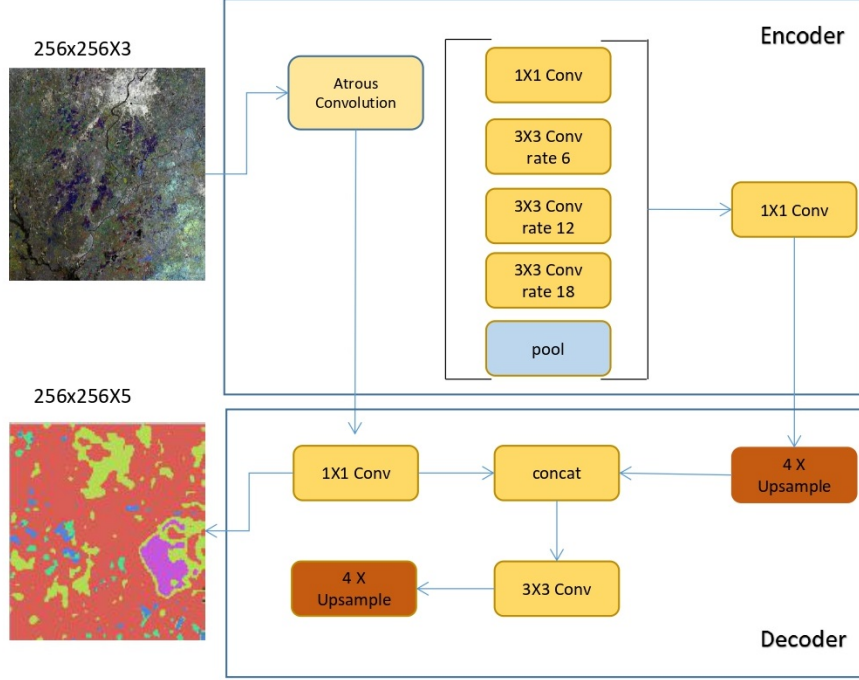 256x256X3
Encoder
Atrous
Convolution
1X1 Conv
3X3 Conv
rate 6
3X3 Conv
rate 12
3X3 Conv
rate 18
pool
1X1 Conv
256x256X5
1X1 Conv
concat
4 X
Upsample
4 X
Upsample
3X3 Conv
Decoder